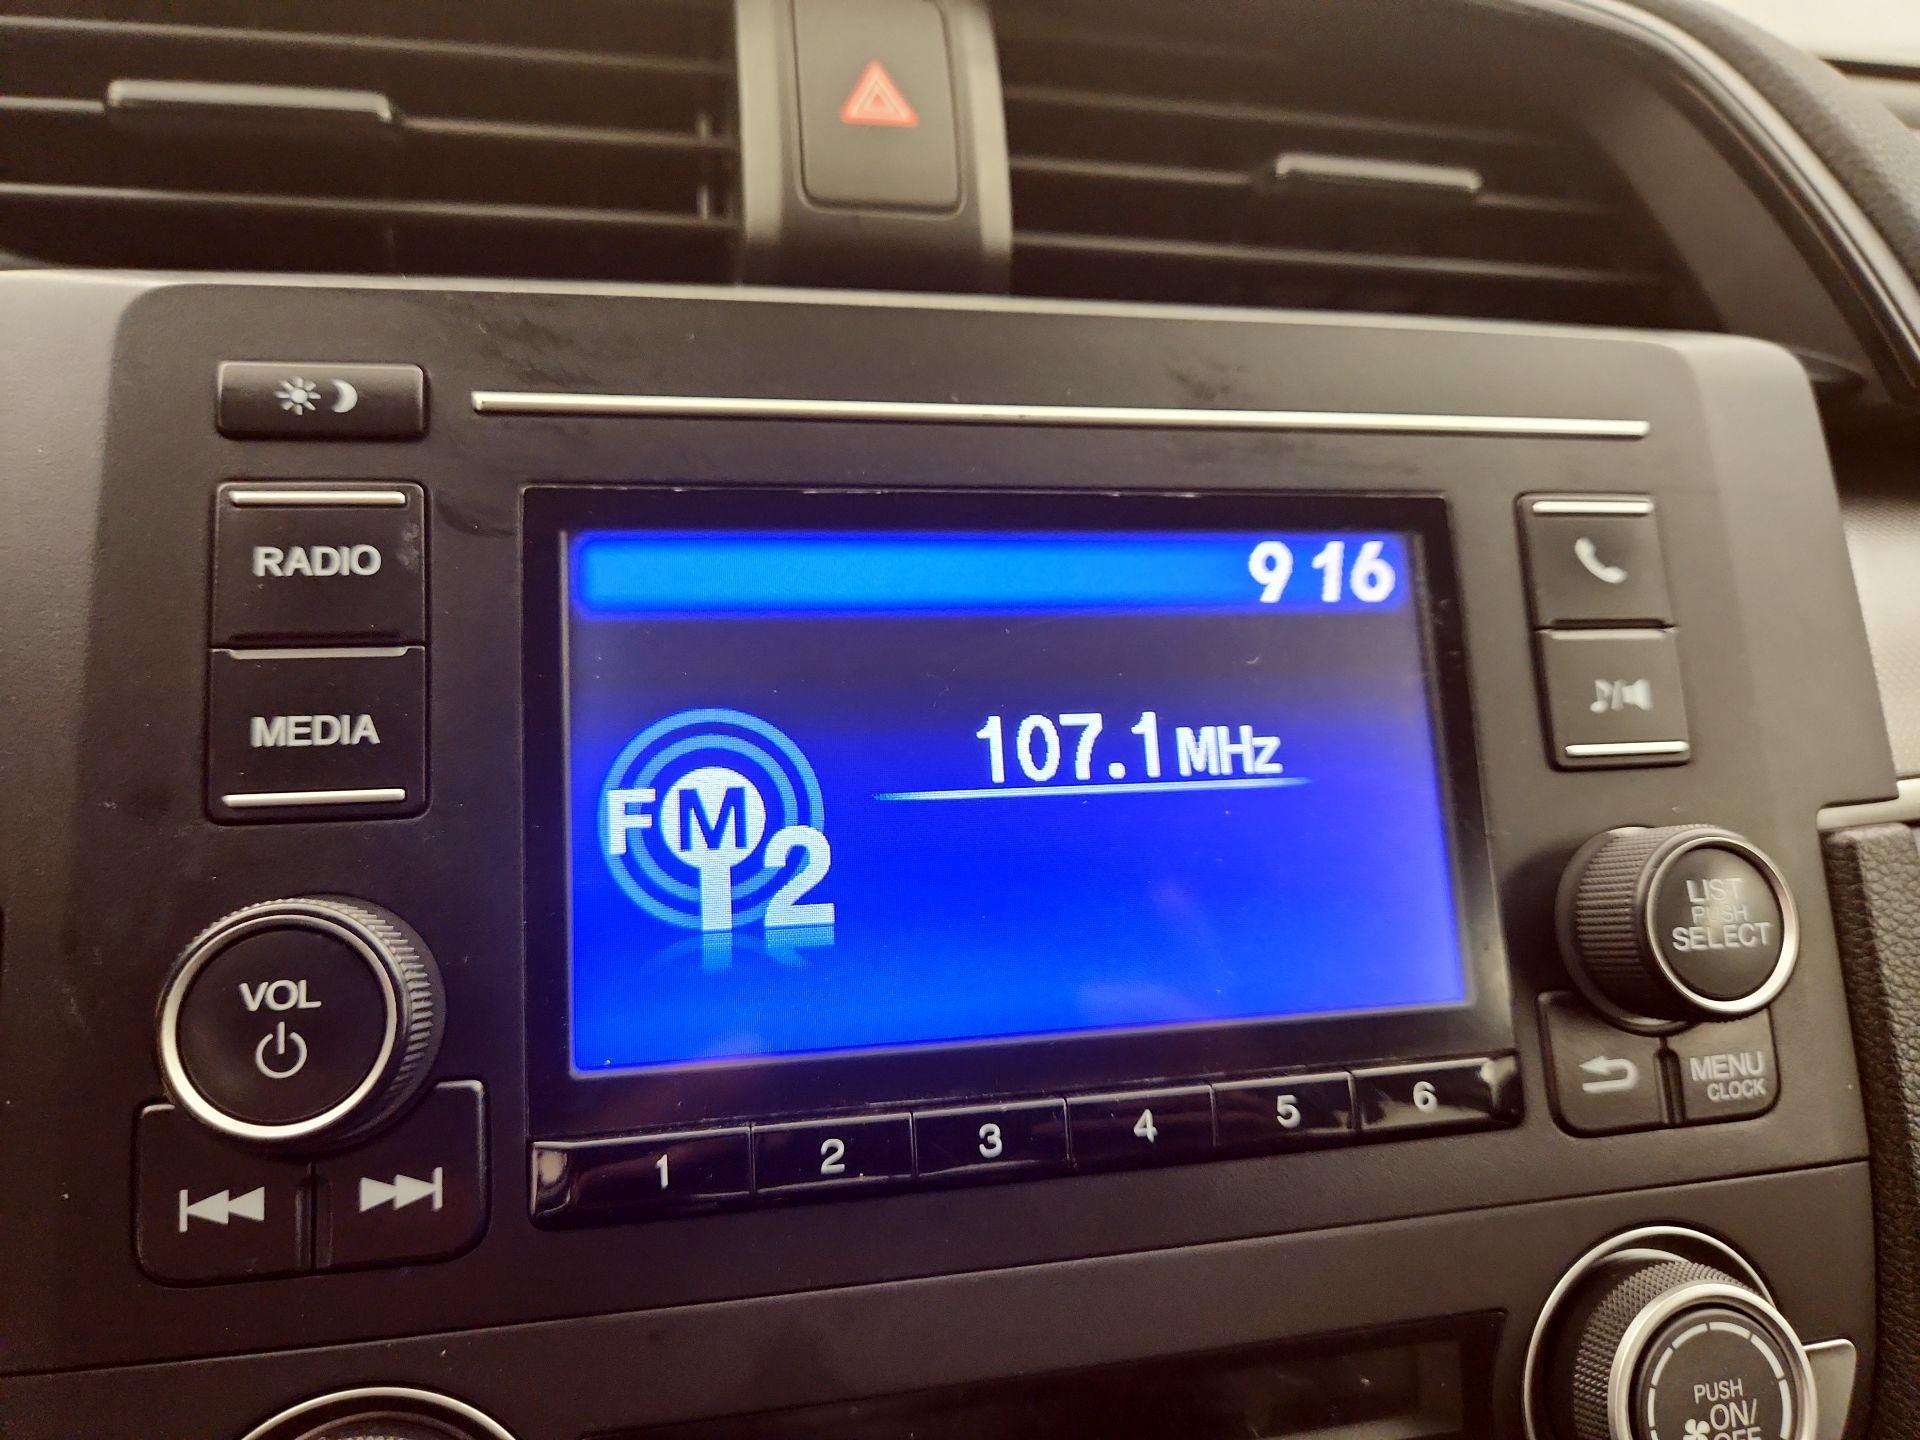 9 16
RADIO
MEDIA
107.1 MHz
FM
2
VOL
LIST
PUSH
SELECT
MENU
CLOCK
1 2 3 4 5 6
PUSH
ON/
OFF